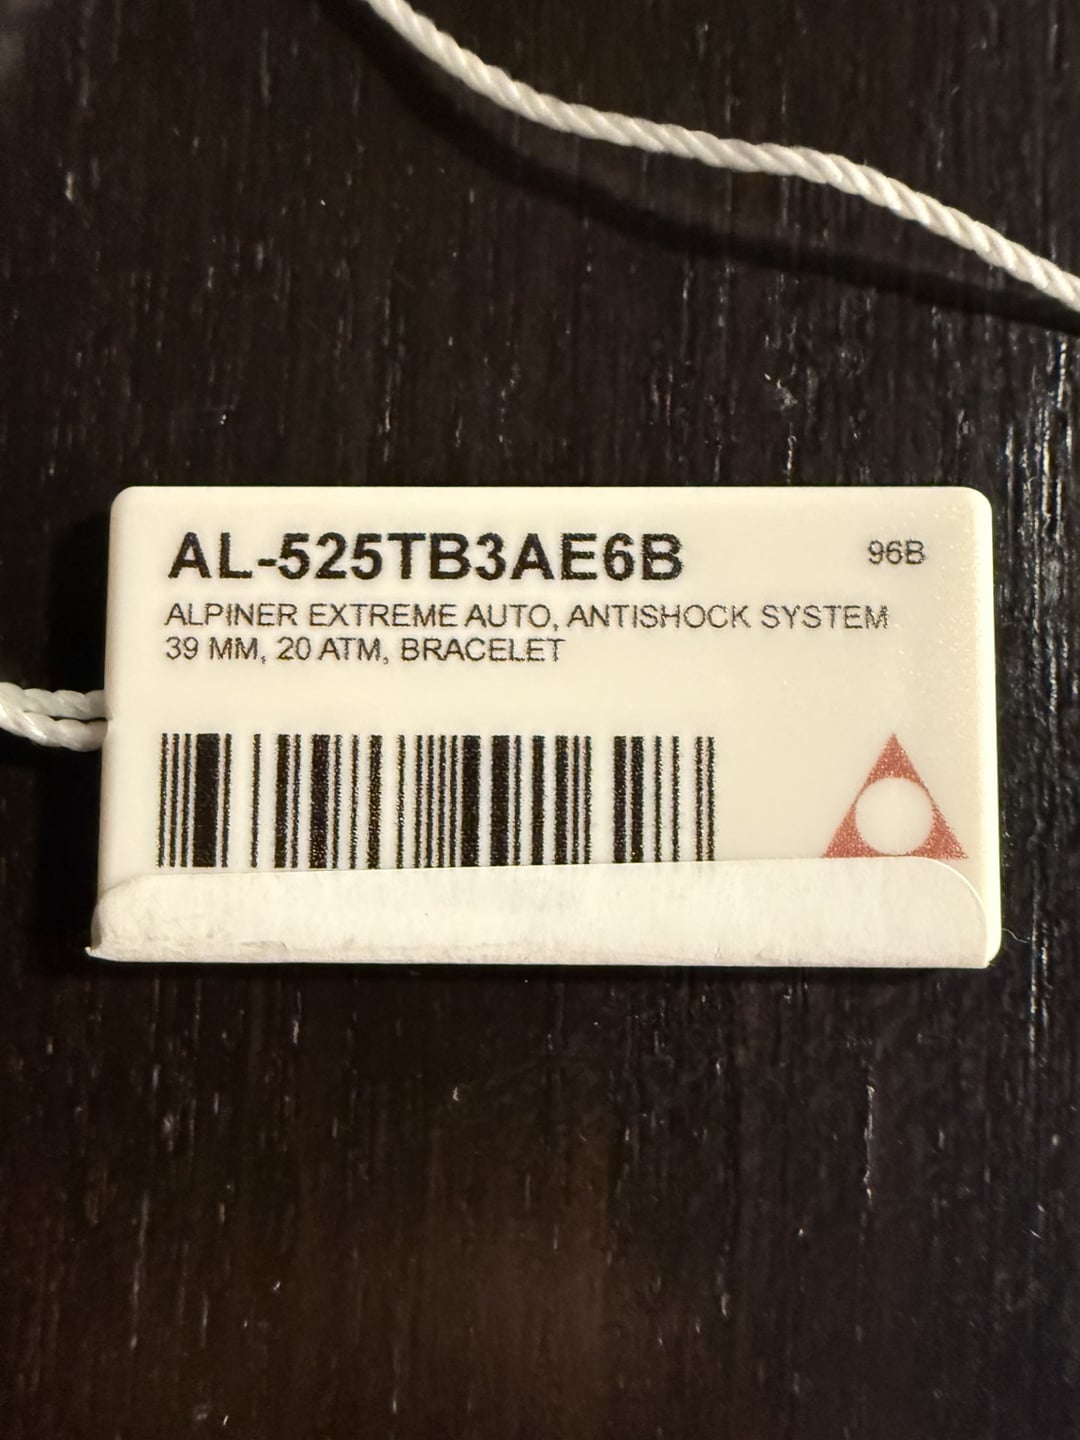 AL-525TB3AE6B 96B
ALPINER EXTREME AUTO, ANTISHOCK SYSTEM
39 MM, 20 ATM, BRACELET